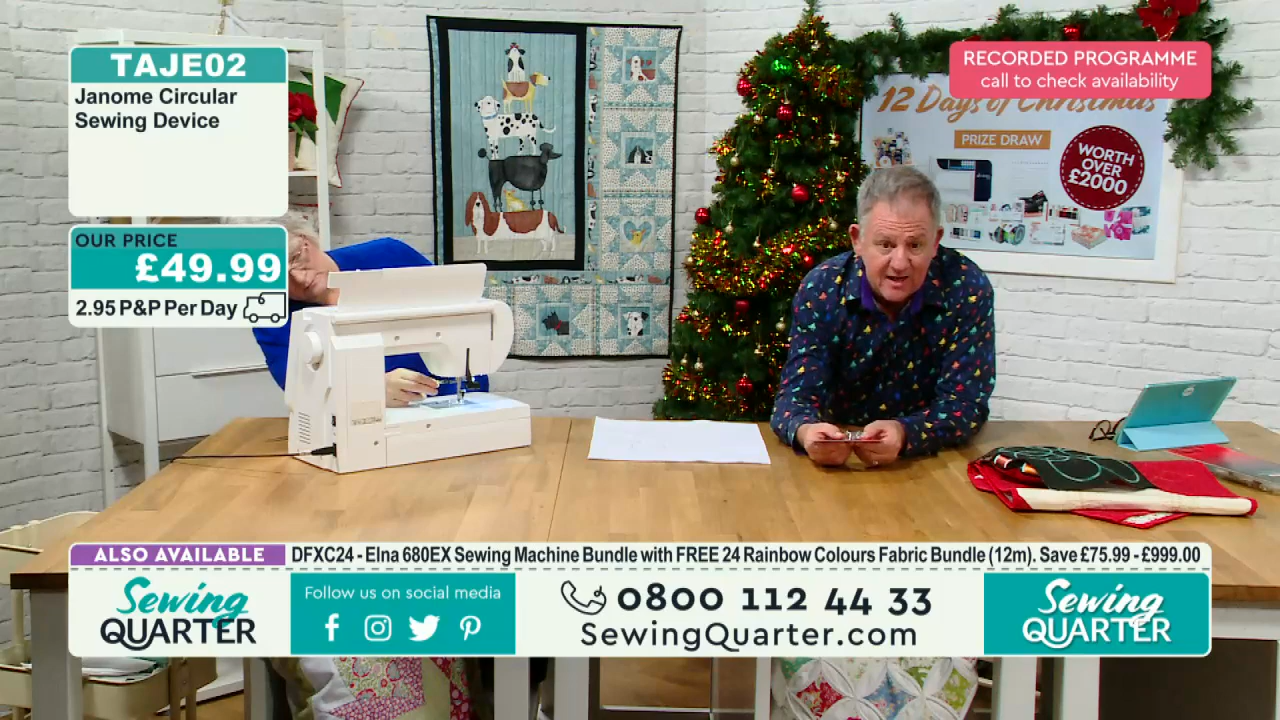 TAJE02
Janome Circular
Sewing Device
OUR PRICE
£49.99
2.95 P&P Per Day
RECORDED PROGRAMME
call to check availability
12 Days of Christmas
PRIZE DRAW
WORTH
OVER
£2000
ALSO AVAILABLE
DFXC24 - Elna 680EX Sewing Machine Bundle with FREE 24 Rainbow Colours Fabric Bundle (12m). Save £75.99 - £999.00
Sewing
QUARTER
Follow us on social media
0800 112 44 33
SewingQuarter.com
Sewing
QUARTER